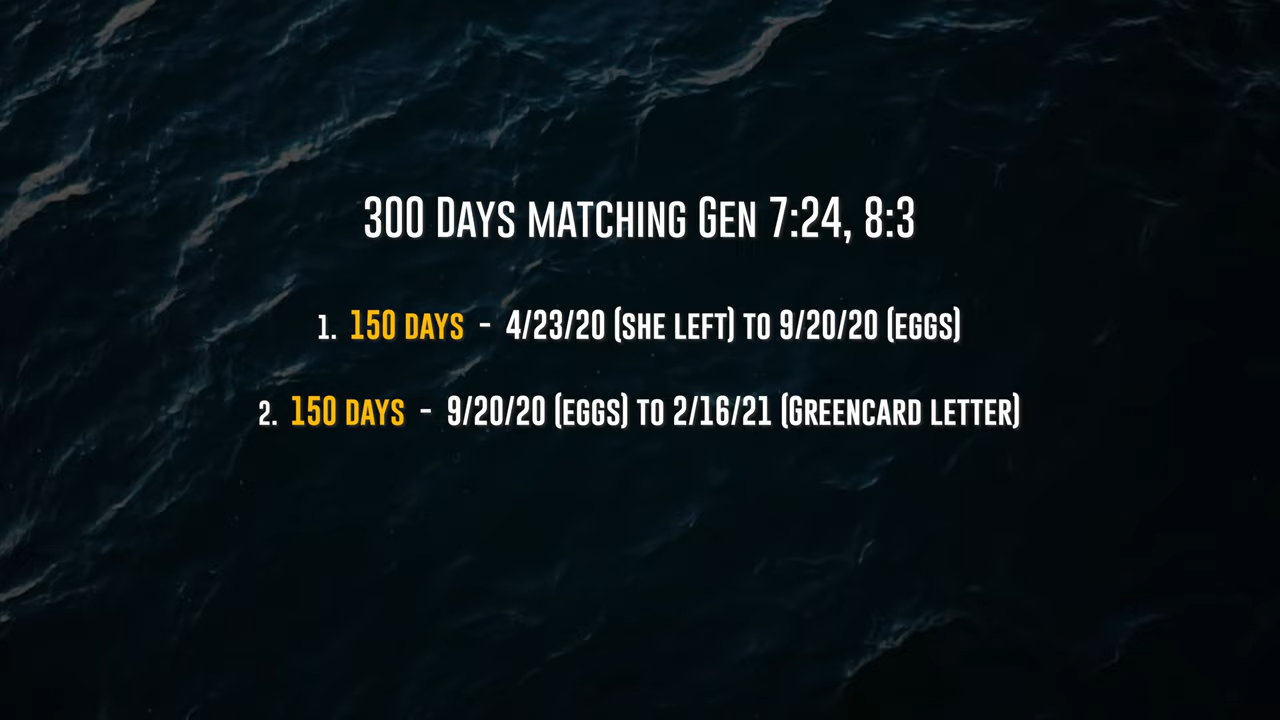 300 Days matching Gen 7:24, 8:3
1. 150 days - 4/23/20 (she left) to 9/20/20 (eggs)
2. 150 days - 9/20/20 (eggs) to 2/16/21 (Greencard letter)